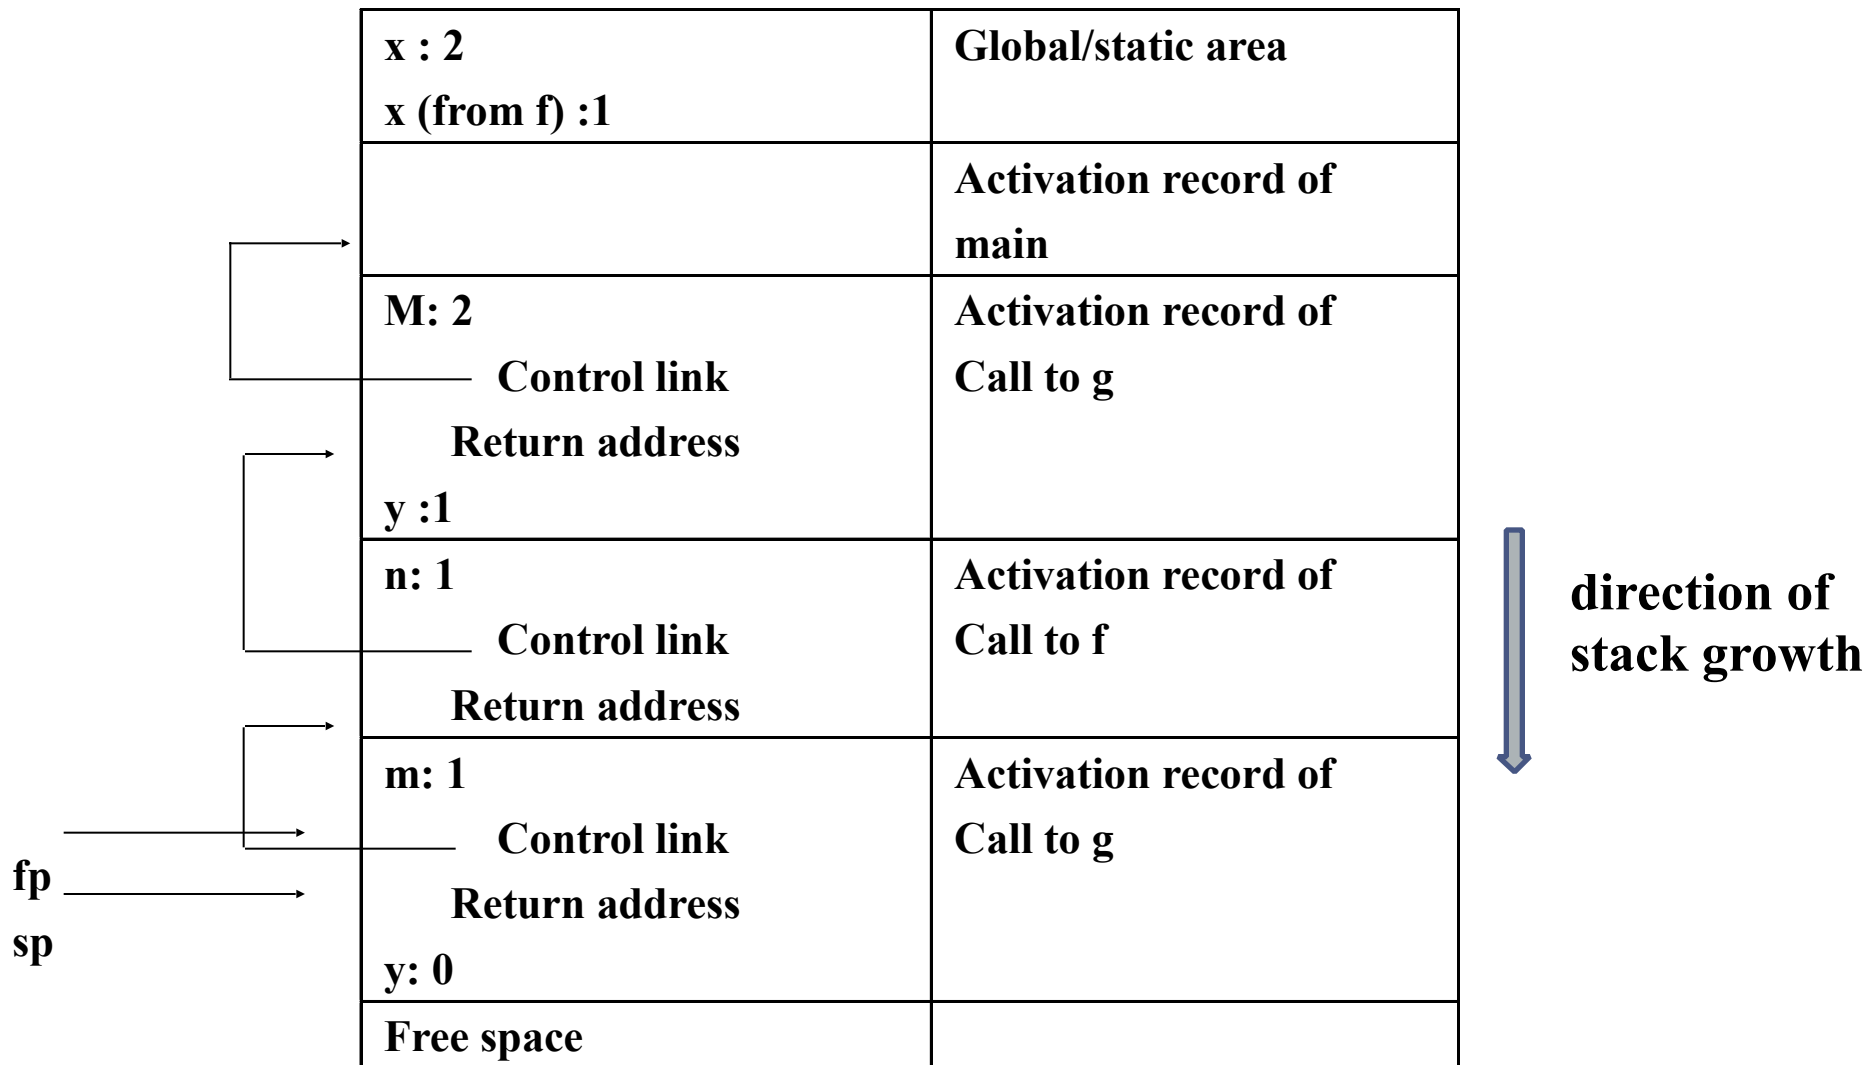 x : 2
Global/static area
x (from f) :1
Activation record of
main
M: 2
Activation record of
Control link
Call to g
Return address
y :1
n: 1
Activation record of
Control link
Call to f
Return address
m: 1
Activation record of
Control link
Call to g
Return address
y: 0
Free space
fp
sp
direction of
stack growth